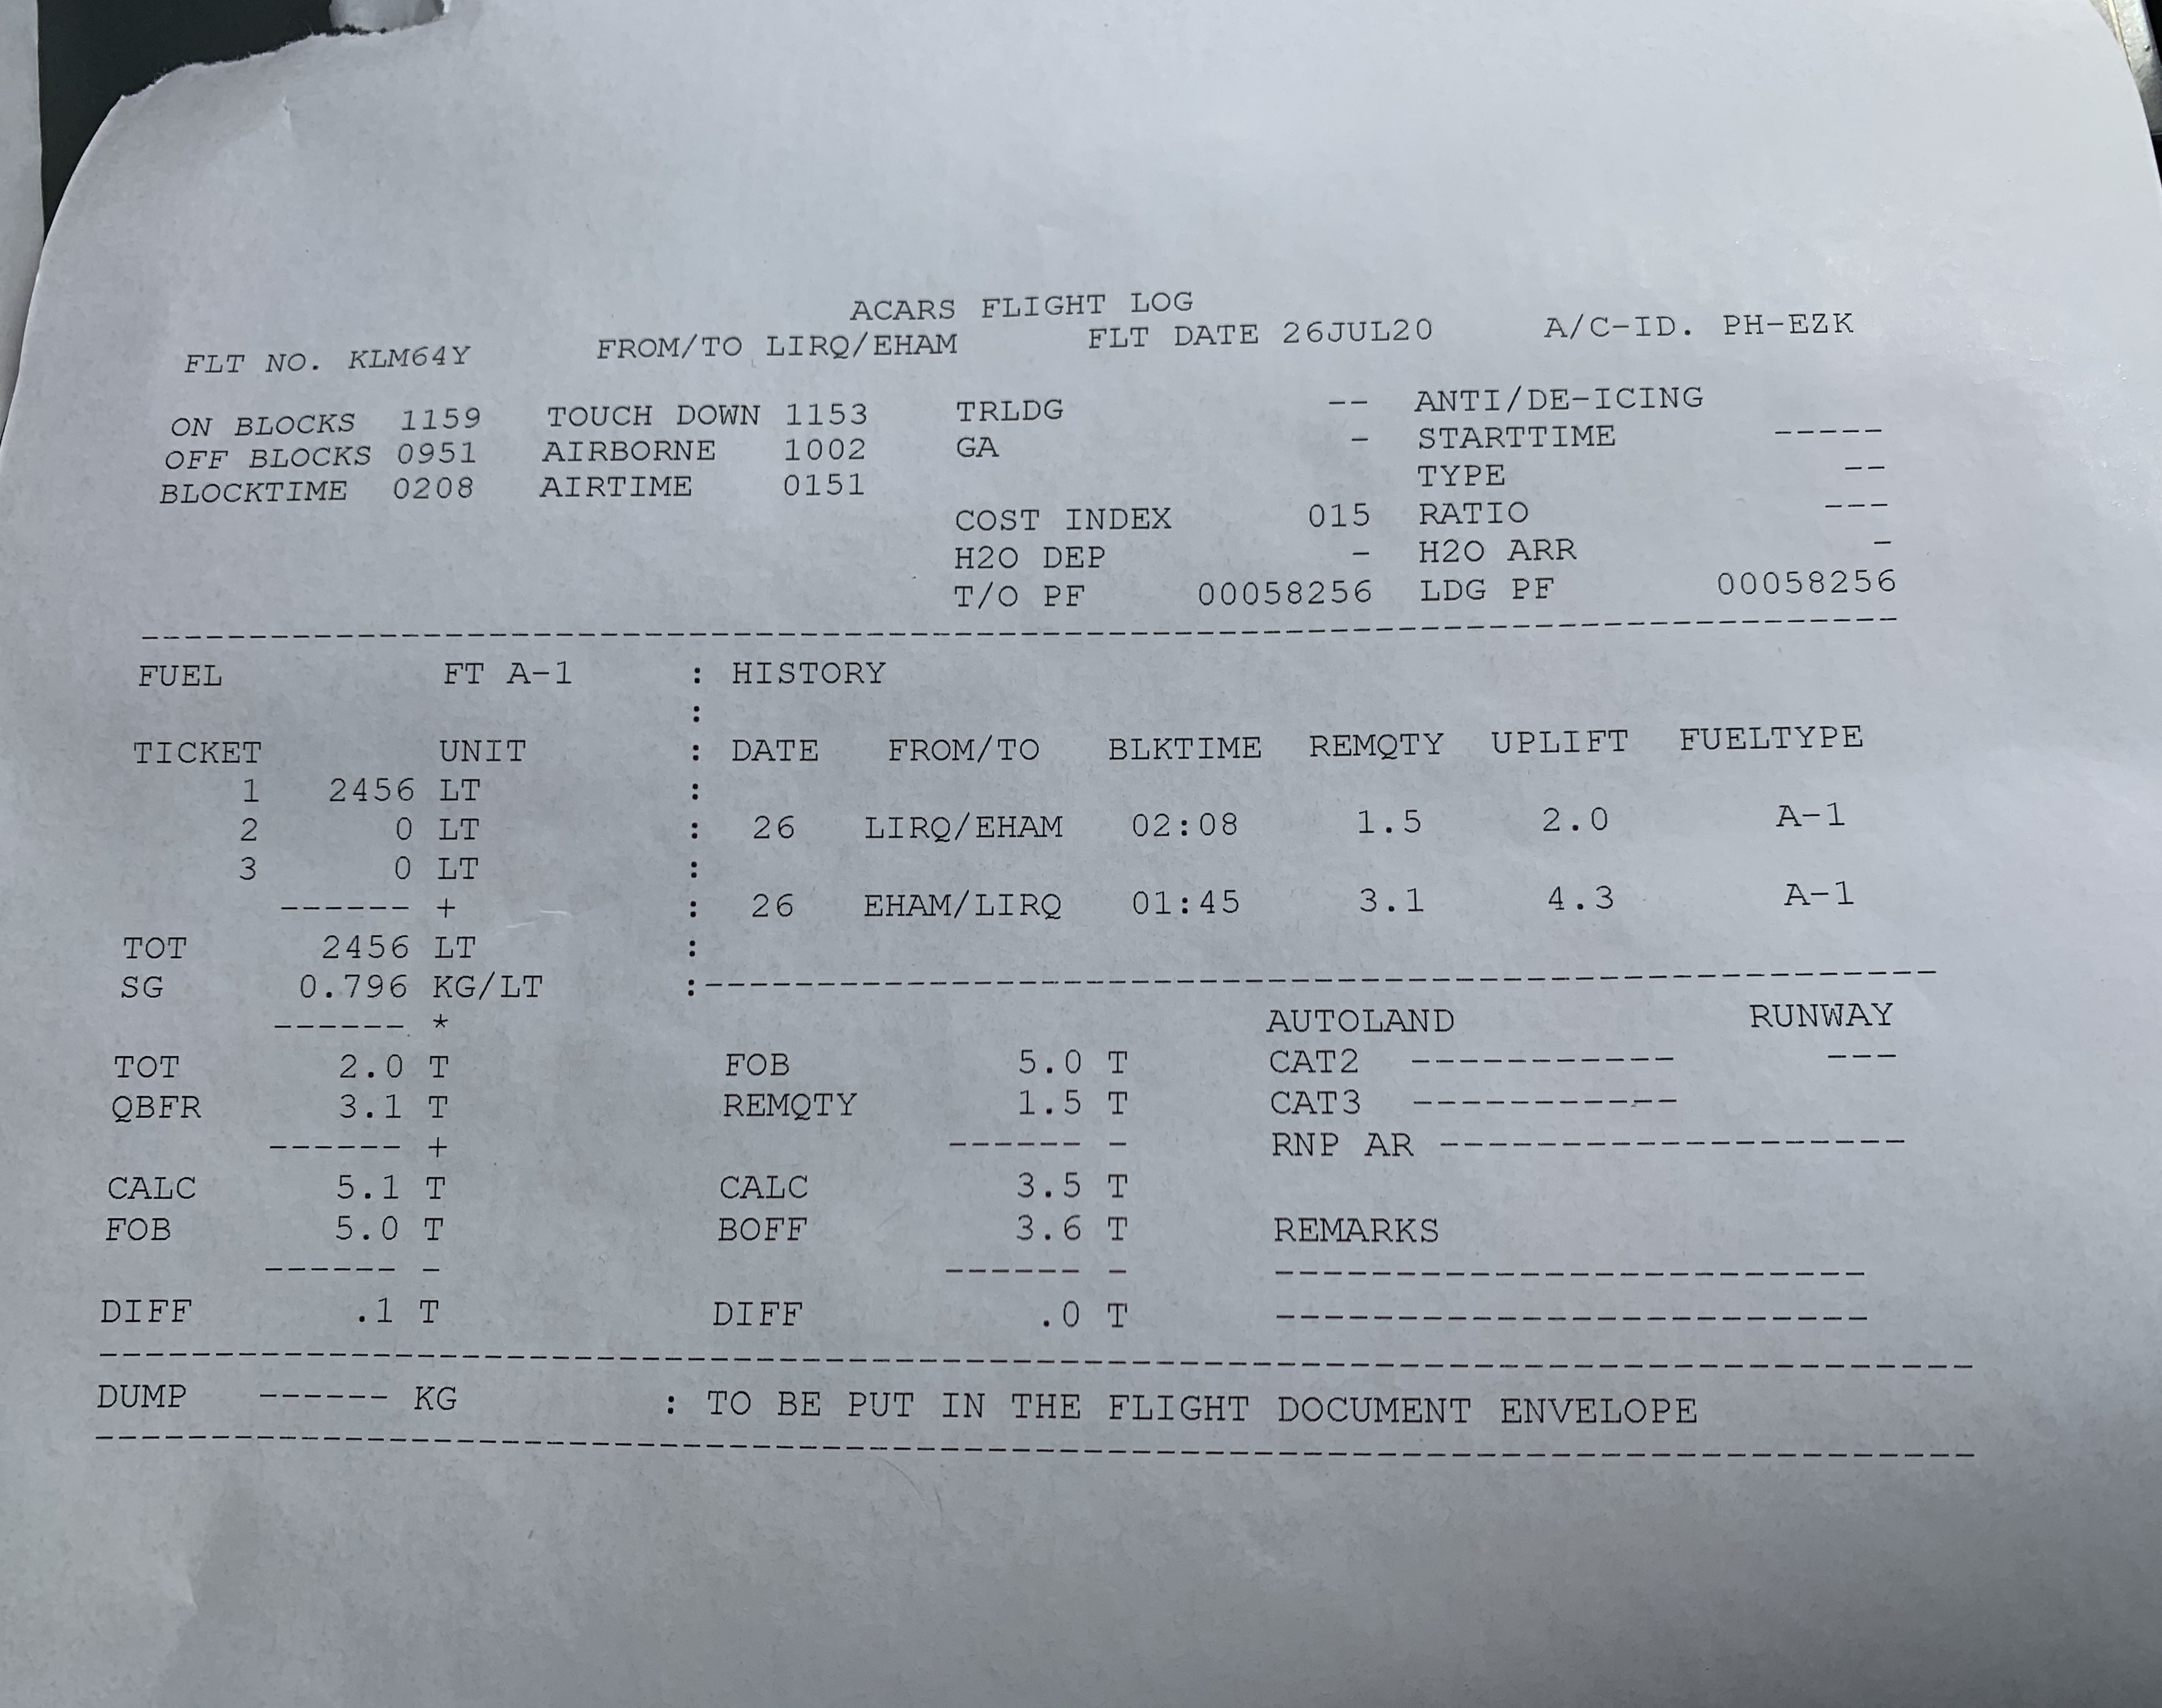 ACARS FLIGHT LOG
FLT NO. KLM64Y FROM/TO LIRQ/EHAM FLT DATE 26JUL20 A/C-ID. PH-EZK
ON BLOCKS 1159 TOUCH DOWN 1153 TRLDG -- ANTI/DE-ICING
OFF BLOCKS 0951 AIRBORNE 1002 GA - STARTTIME -----
BLOCKTIME 0208 AIRTIME 0151 TYPE --
COST INDEX 015 RATIO ---
H2O DEP - H2O ARR -
T/O PF 00058256 LDG PF 00058256
FUEL FT A-1 : HISTORY
:
TICKET UNIT : DATE FROM/TO BLKTIME REMQTY UPLIFT FUELTYPE
1 2456 LT :
2 0 LT : 26 LIRQ/EHAM 02:08 1.5 2.0 A-1
3 0 LT :
------ + : 26 EHAM/LIRQ 01:45 3.1 4.3 A-1
TOT 2456 LT :
SG 0.796 KG/LT :
------ * AUTOLAND RUNWAY
TOT 2.0 T FOB 5.0 T CAT2 ----------- ---
QBFR 3.1 T REMQTY 1.5 T CAT3 -----------
------ + ------ - RNP AR -------------------
CALC 5.1 T CALC 3.5 T
FOB 5.0 T BOFF 3.6 T REMARKS
------ - ------ -
DIFF .1 T DIFF .0 T
DUMP ------ KG : TO BE PUT IN THE FLIGHT DOCUMENT ENVELOPE